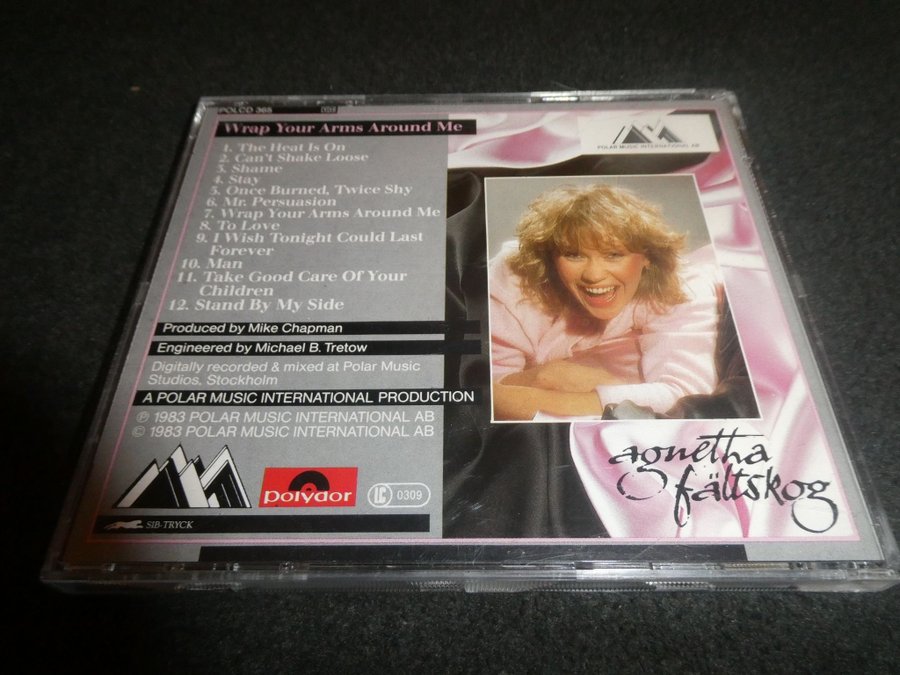 POLCD 365
Wrap Your Arms Around Me
1. The Heat Is On
2. Can't Shake Loose
3. Shame
4. Stay
5. Once Burned, Twice Shy
6. Mr. Persuasion
7. Wrap Your Arms Around Me
8. To Love
9. I Wish Tonight Could Last
Forever
10. Man
11. Take Good Care Of Your
Children
12. Stand By My Side
Produced by Mike Chapman
Engineered by Michael B. Tretow
Digitally recorded & mixed at Polar Music
Studios, Stockholm
A POLAR MUSIC INTERNATIONAL PRODUCTION
℗ 1983 POLAR MUSIC INTERNATIONAL AB
© 1983 POLAR MUSIC INTERNATIONAL AB
polydor
LC 0309
SIB-TRYCK
POLAR MUSIC INTERNATIONAL AB
agnetha
fältskog